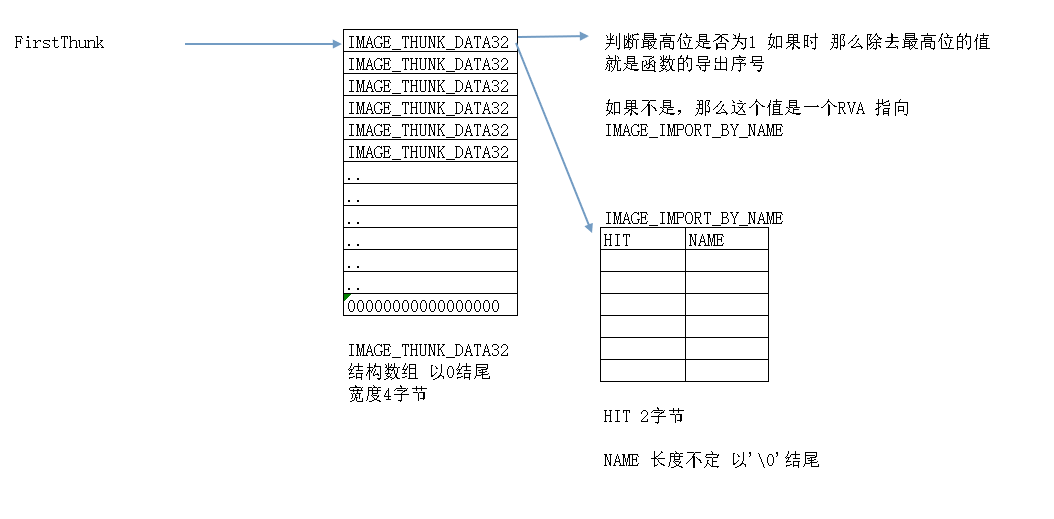 FirstThunk
IMAGE_THUNK_DATA32
IMAGE_THUNK_DATA32
IMAGE_THUNK_DATA32
IMAGE_THUNK_DATA32
IMAGE_THUNK_DATA32
IMAGE_THUNK_DATA32
..
..
..
..
..
..
00000000000000000
IMAGE_THUNK_DATA32
结构数组 以0结尾
宽度4字节
判断最高位是否为1 如果时 那么除去最高位的值
就是函数的导出序号
如果不是，那么这个值是一个RVA 指向
IMAGE_IMPORT_BY_NAME
IMAGE_IMPORT_BY_NAME
HIT NAME
HIT 2字节
NAME 长度不定 以'\0'结尾